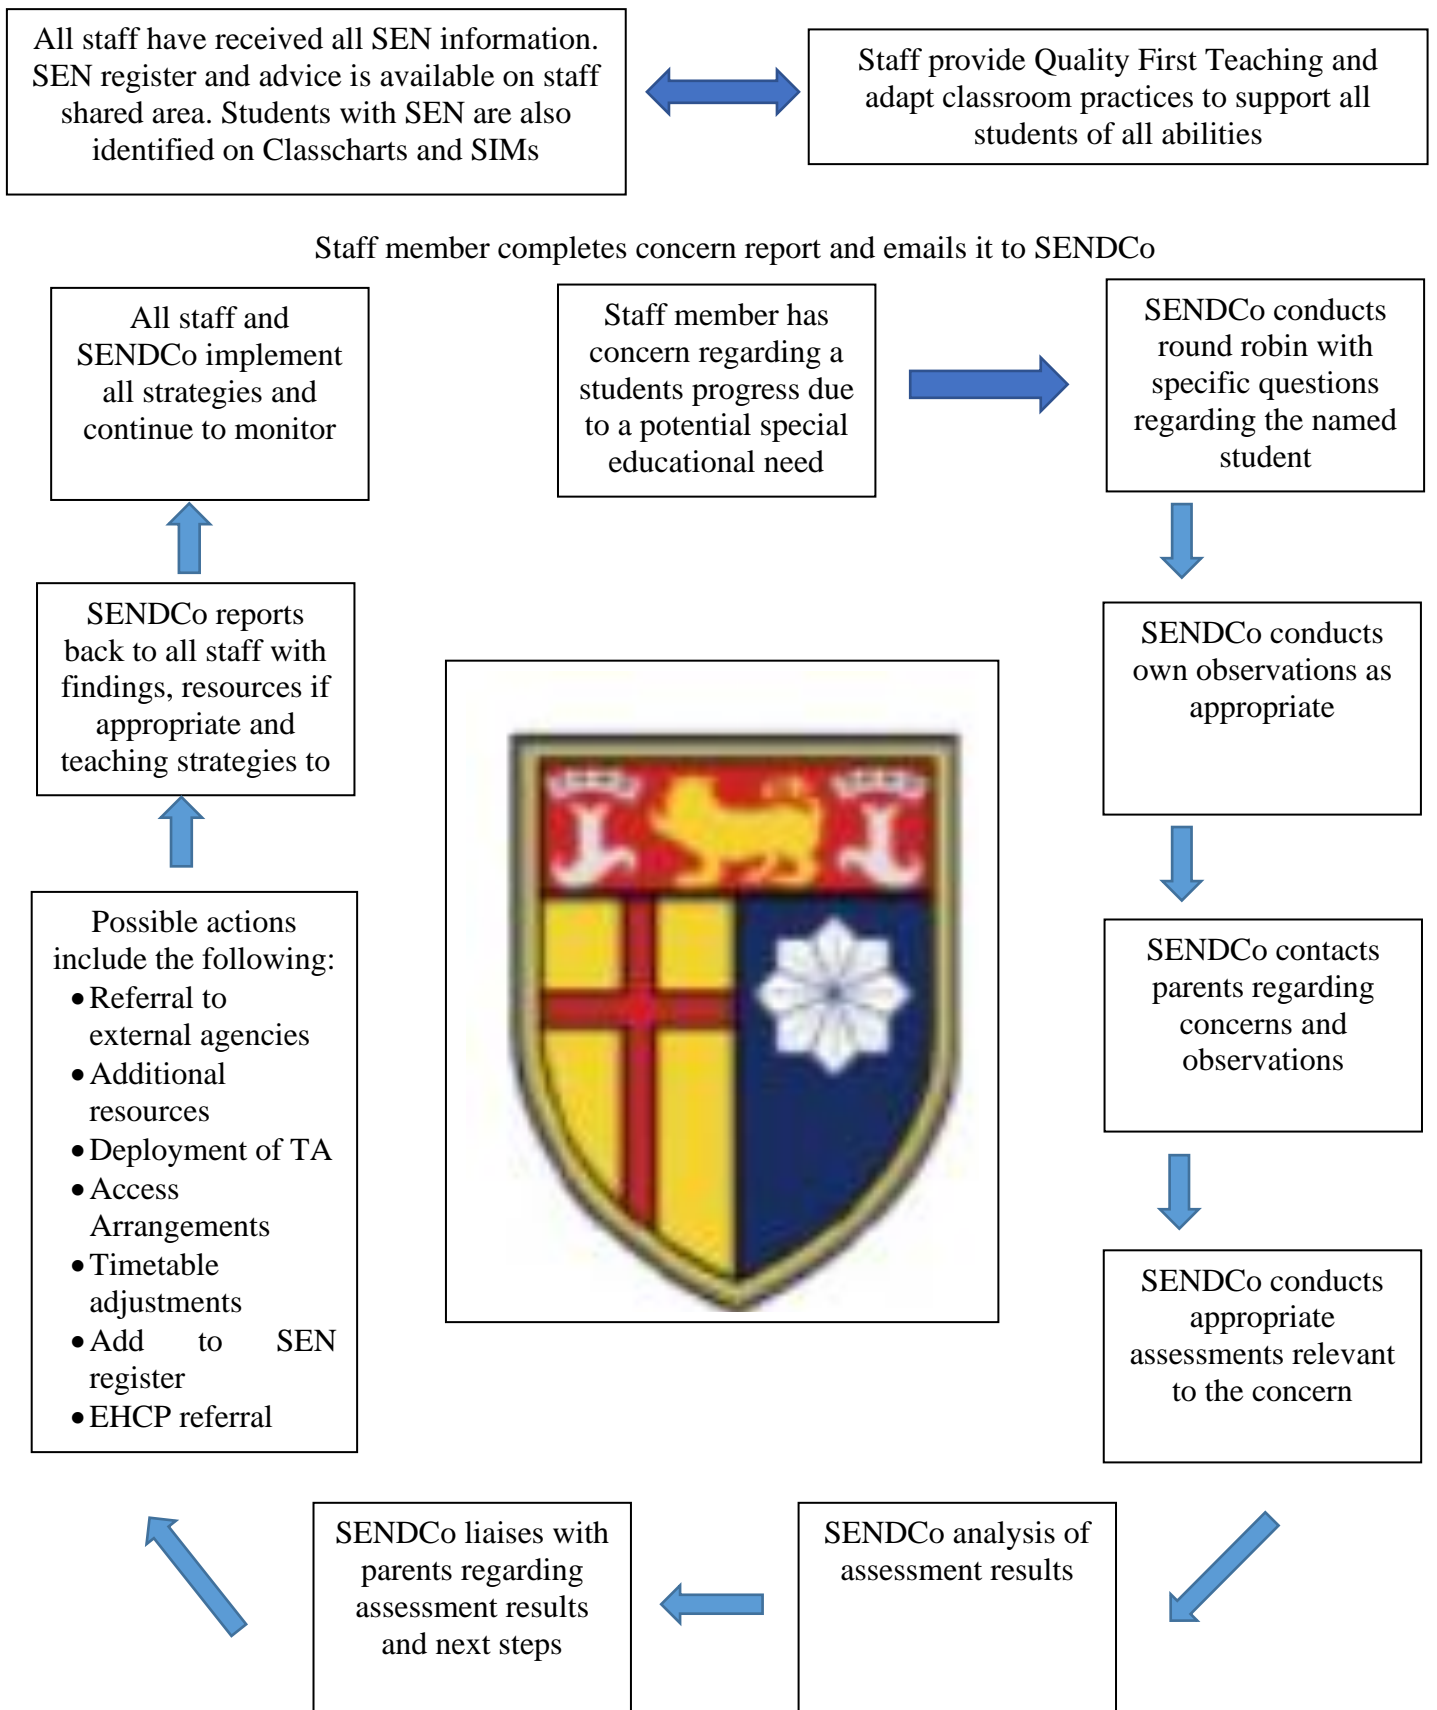 All staff have received all SEN information.
SEN register and advice is available on staff
shared area. Students with SEN are also
identified on Classcharts and SIMs
Staff provide Quality First Teaching and
adapt classroom practices to support all
students of all abilities
Staff member completes concern report and emails it to SENDCo
Staff member has
concern regarding a
students progress due
to a potential special
educational need
SENDCo conducts
round robin with
specific questions
regarding the named
student
SENDCo conducts
own observations as
appropriate
SENDCo contacts
parents regarding
concerns and
observations
SENDCo conducts
appropriate
assessments relevant
to the concern
SENDCo analysis of
assessment results
SENDCo liaises with
parents regarding
assessment results
and next steps
Possible actions
include the following:
• Referral to
external agencies
• Additional
resources
• Deployment of TA
• Access
Arrangements
• Timetable
adjustments
• Add to SEN
register
• EHCP referral
SENDCo reports
back to all staff with
findings, resources if
appropriate and
teaching strategies to
All staff and
SENDCo implement
all strategies and
continue to monitor